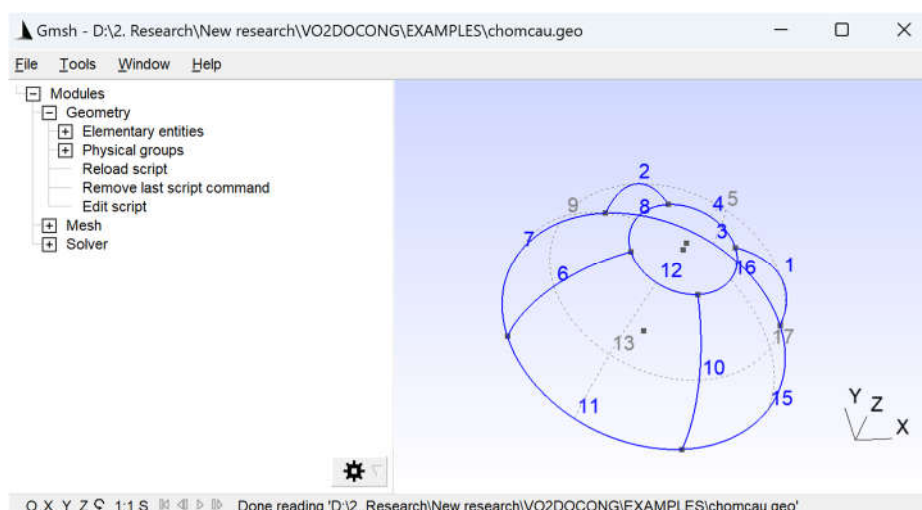 Gmsh - D:\2. Research\New research\VO2DOCONG\EXAMPLES\chomcau.geo
File Tools Window Help
Modules
Geometry
Elementary entities
Physical groups
Reload script
Remove last script command
Edit script
Mesh
Solver
2
9 8 4 5
7 3
6 12 16 1
13 17
10
11 15
Y Z
X
O X Y Z 1:1 S Done reading 'D:\2. Research\New research\VO2DOCONG\EXAMPLES\chomcau.geo'